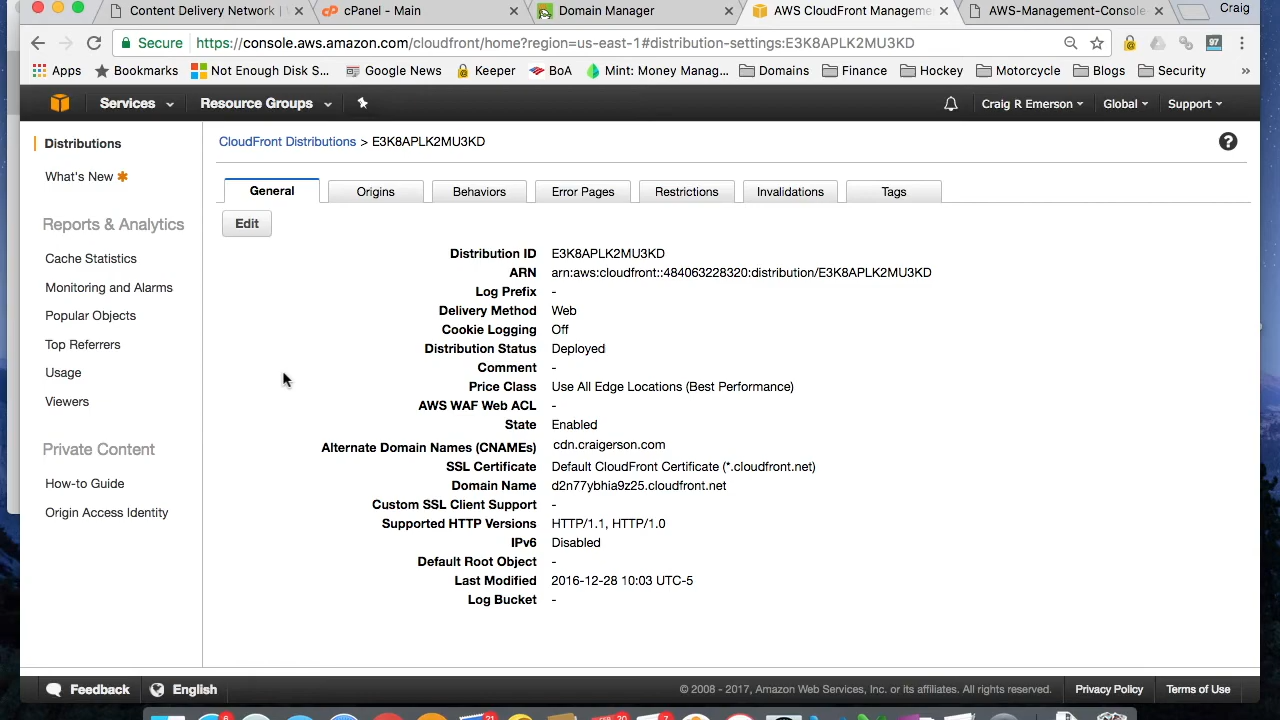 Content Delivery Network | cPanel - Main Domain Manager AWS CloudFront Manageme AWS-Management-Console Craig
Secure https://console.aws.amazon.com/cloudfront/home?region=us-east-1#distribution-settings:E3K8APLK2MU3KD 97
Apps Bookmarks Not Enough Disk S... Google News Keeper BoA Mint: Money Manag... Domains Finance Hockey Motorcycle Blogs Security »
Services Resource Groups Craig R Emerson Global Support
Distributions
What's New
Reports & Analytics
Cache Statistics
Monitoring and Alarms
Popular Objects
Top Referrers
Usage
Viewers
Private Content
How-to Guide
Origin Access Identity
CloudFront Distributions > E3K8APLK2MU3KD ?
General Origins Behaviors Error Pages Restrictions Invalidations Tags
Edit
Distribution ID E3K8APLK2MU3KD
ARN arn:aws:cloudfront::484063228320:distribution/E3K8APLK2MU3KD
Log Prefix -
Delivery Method Web
Cookie Logging Off
Distribution Status Deployed
Comment -
Price Class Use All Edge Locations (Best Performance)
AWS WAF Web ACL -
State Enabled
Alternate Domain Names (CNAMEs) cdn.craigerson.com
SSL Certificate Default CloudFront Certificate (*.cloudfront.net)
Domain Name d2n77ybhia9z25.cloudfront.net
Custom SSL Client Support -
Supported HTTP Versions HTTP/1.1, HTTP/1.0
IPv6 Disabled
Default Root Object -
Last Modified 2016-12-28 10:03 UTC-5
Log Bucket -
Feedback English © 2008 - 2017, Amazon Web Services, Inc. or its affiliates. All rights reserved. Privacy Policy Terms of Use